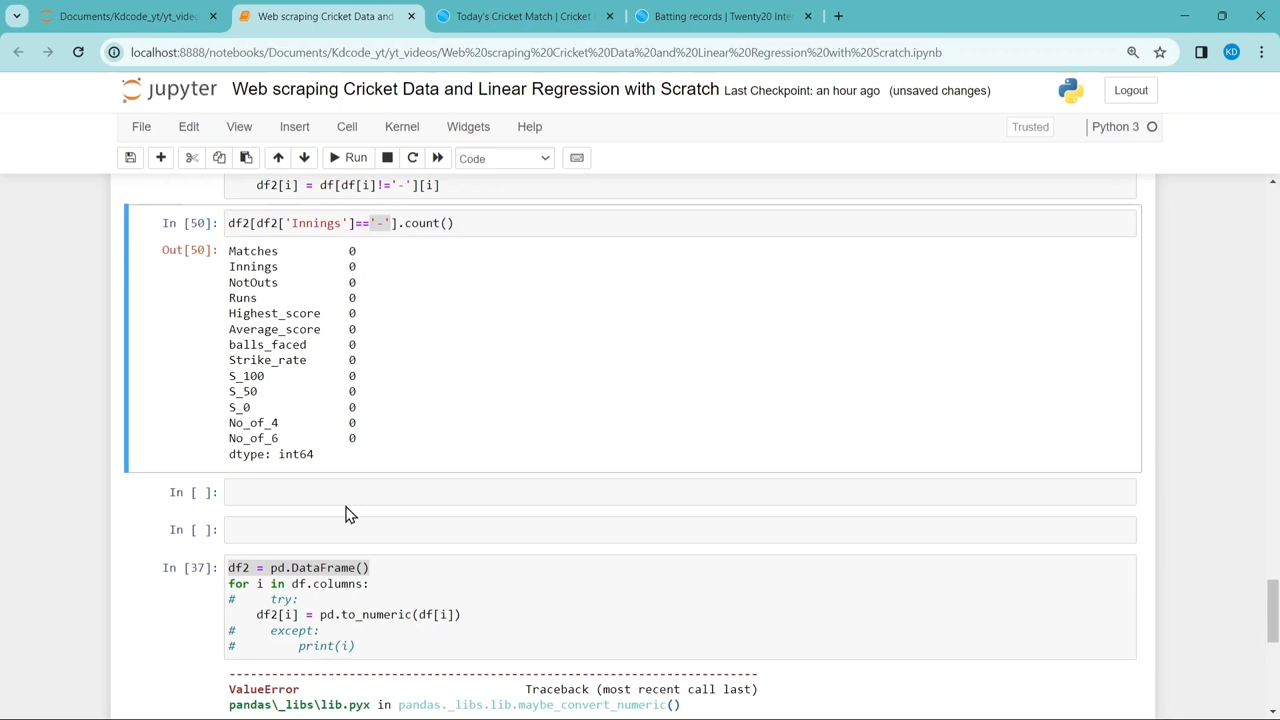 Documents/Kdcode_yt/yt_videc
Web scraping Cricket Data and
Today's Cricket Match | Cricket
Batting records | Twenty20 Inte
localhost:8888/notebooks/Documents/Kdcode_yt/yt_videos/Web%20scraping%20Cricket%20Data%20and%20Linear%20Regression%20with%20Scratch.ipynb
KD
jupyter Web scraping Cricket Data and Linear Regression with Scratch Last Checkpoint: an hour ago (unsaved changes)
Logout
File Edit View Insert Cell Kernel Widgets Help
Trusted
Python 3
Run
Code
df2[i] = df[df[i]!='-'][i]
In [50]: df2[df2['Innings']=='-'].count()
Out[50]: Matches 0
Innings 0
NotOuts 0
Runs 0
Highest_score 0
Average_score 0
balls_faced 0
Strike_rate 0
S_100 0
S_50 0
S_0 0
No_of_4 0
No_of_6 0
dtype: int64
In [ ]:
In [ ]:
In [37]: df2 = pd.DataFrame()
for i in df.columns:
# try:
df2[i] = pd.to_numeric(df[i])
# except:
# print(i)
---------------------------------------------------------------------------
ValueError Traceback (most recent call last)
pandas\_libs\lib.pyx in pandas._libs.lib.maybe_convert_numeric()